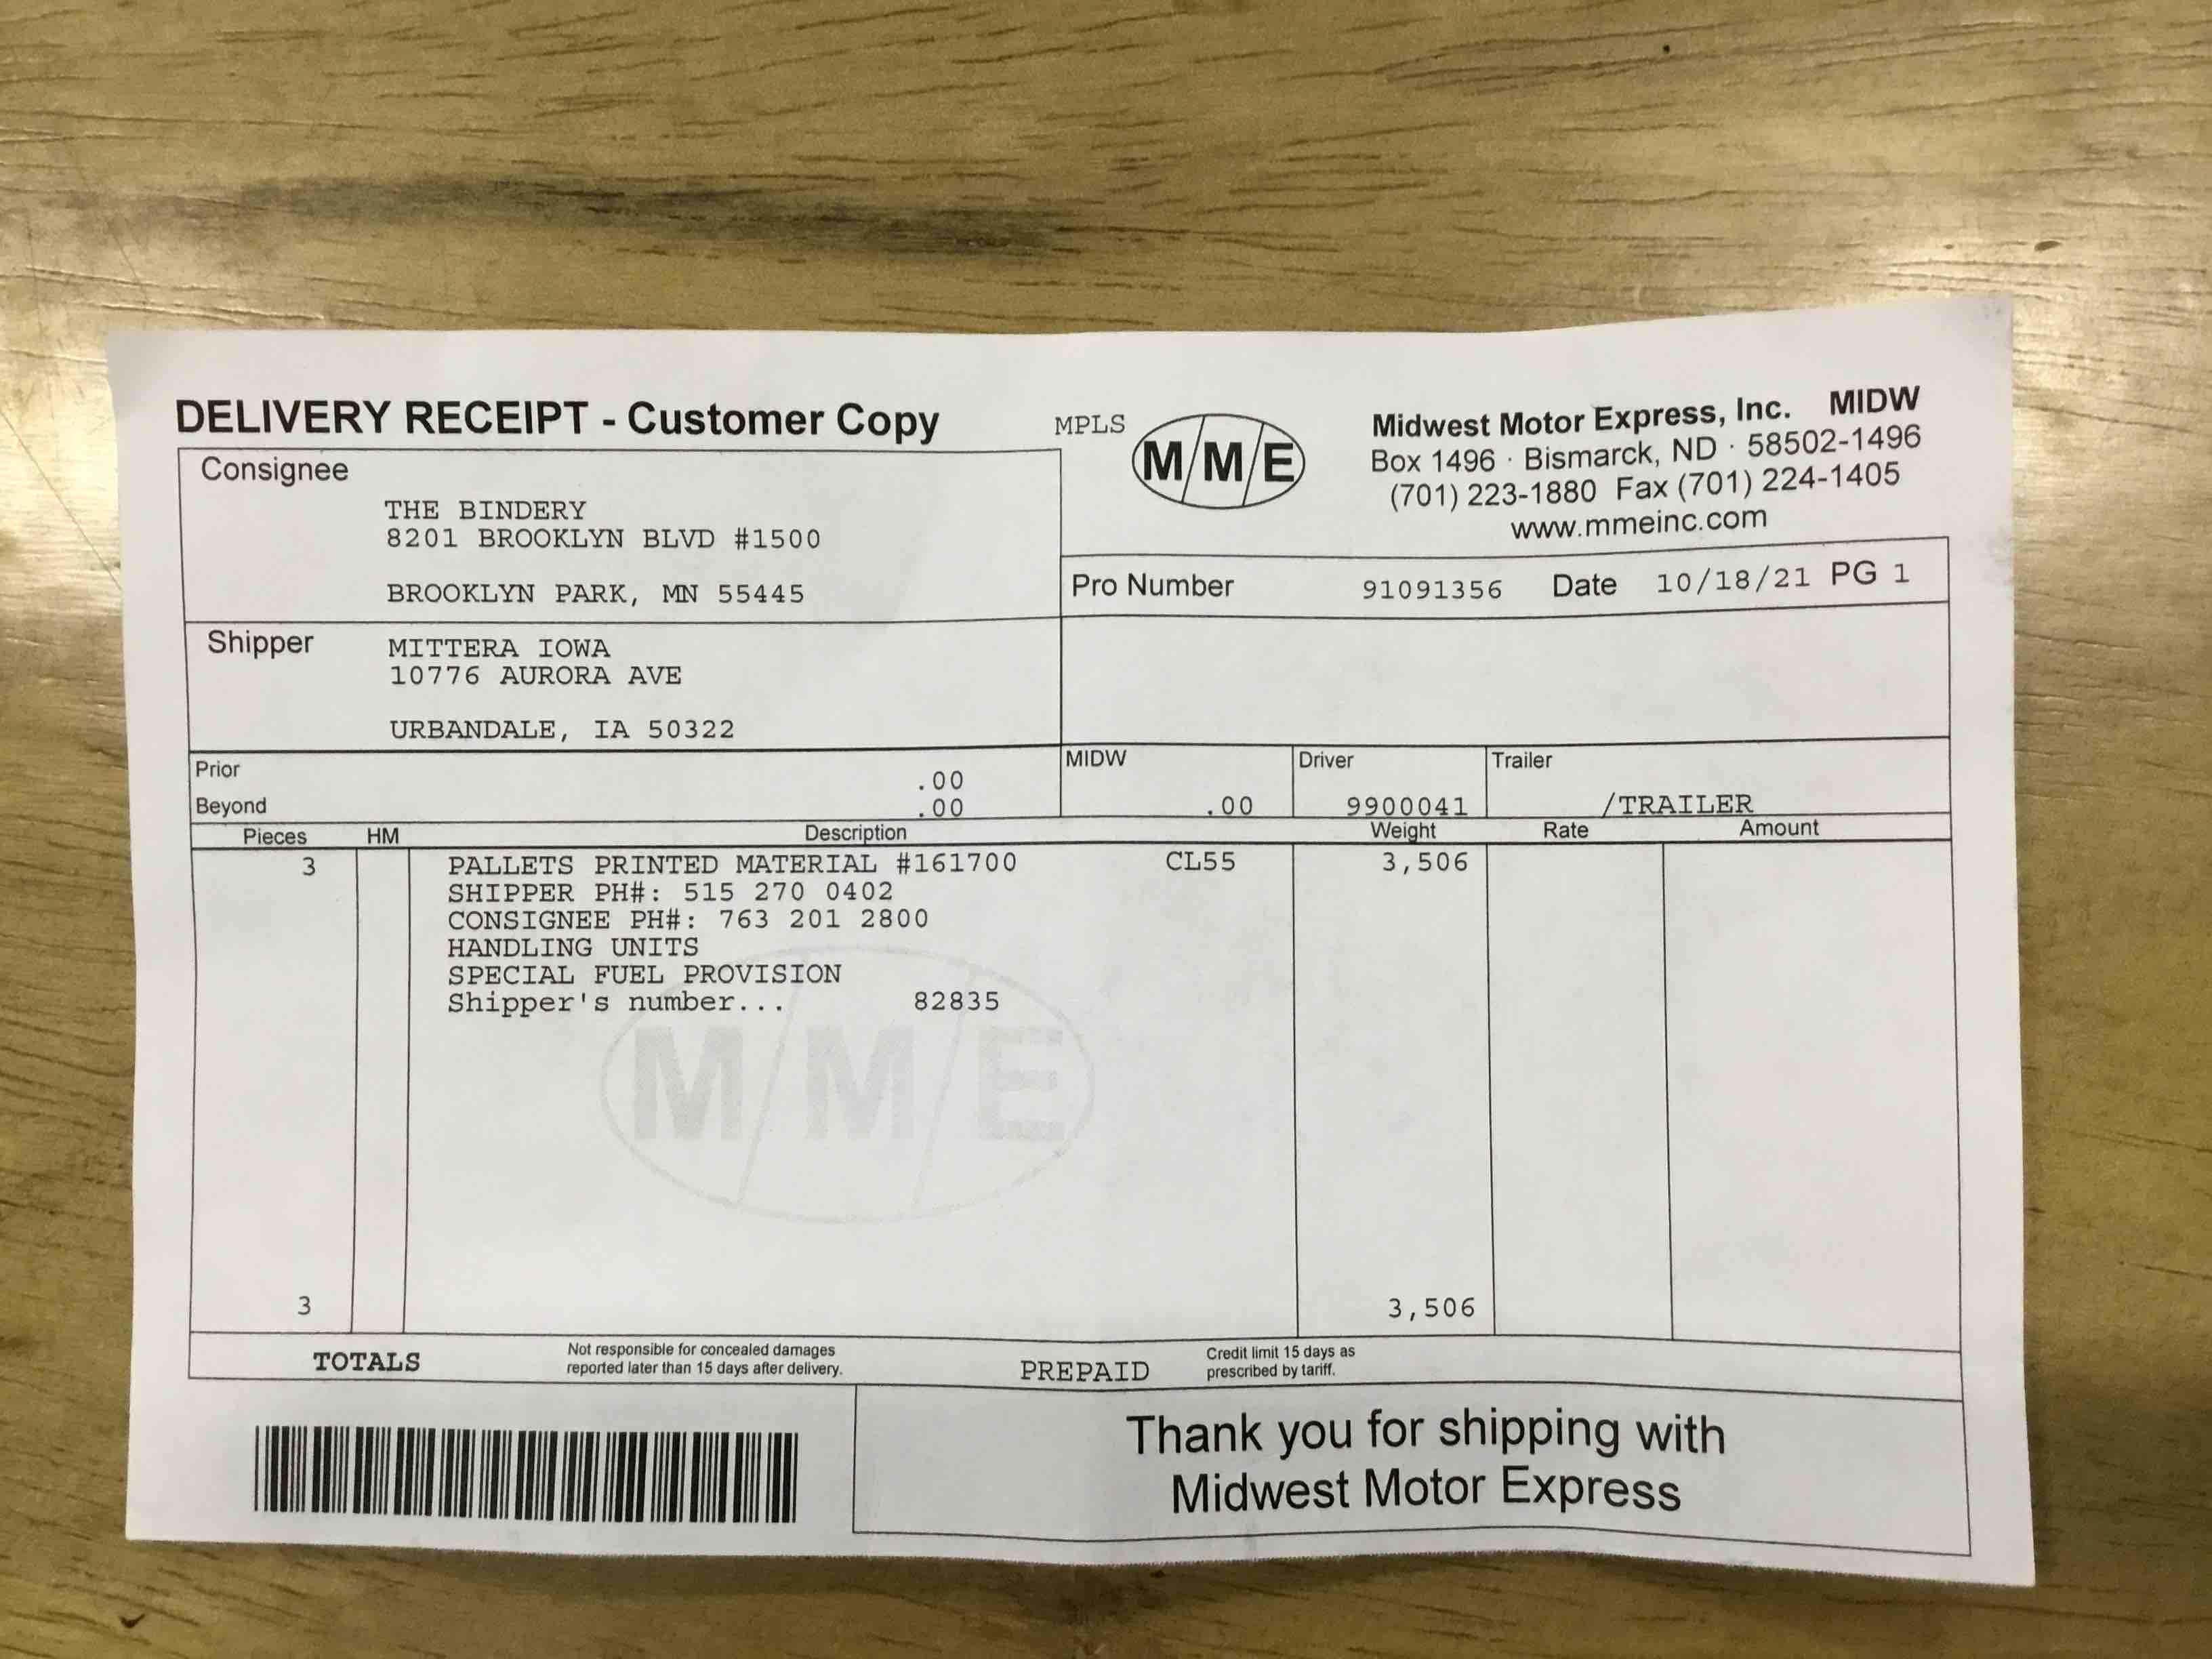 DELIVERY RECEIPT - Customer Copy
MPLS
M/M/E
Midwest Motor Express, Inc. MIDW
Box 1496 · Bismarck, ND · 58502-1496
(701) 223-1880 Fax (701) 224-1405
www.mmeinc.com
Consignee
THE BINDERY
8201 BROOKLYN BLVD #1500
BROOKLYN PARK, MN 55445
Pro Number 91091356 Date 10/18/21 PG 1
Shipper
MITTERA IOWA
10776 AURORA AVE
URBANDALE, IA 50322
Prior .00
Beyond .00
MIDW .00
Driver 9900041
Trailer /TRAILER
Pieces HM Description Weight Rate Amount
3 PALLETS PRINTED MATERIAL #161700 CL55 3,506
SHIPPER PH#: 515 270 0402
CONSIGNEE PH#: 763 201 2800
HANDLING UNITS
SPECIAL FUEL PROVISION
Shipper's number... 82835
M/M/E
3 3,506
TOTALS
Not responsible for concealed damages
reported later than 15 days after delivery.
PREPAID
Credit limit 15 days as
prescribed by tariff.
Thank you for shipping with
Midwest Motor Express